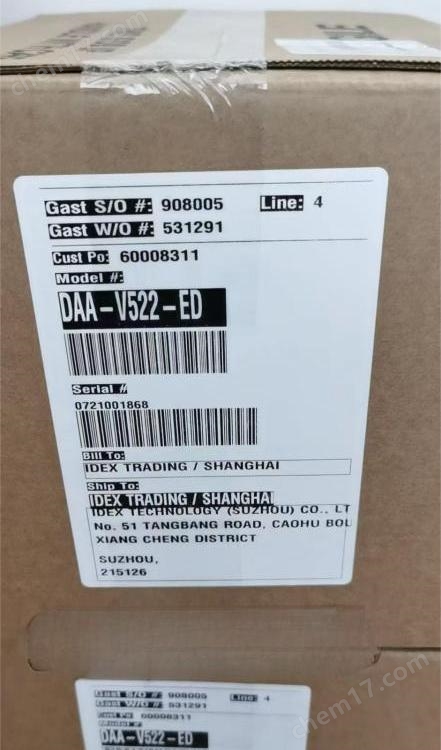 Gast S/O #: 908005 Line: 4
Gast W/O #: 531291
Cust Po: 60008311
Model #:
DAA-V522-ED
Serial #
0721001868
Bill To:
IDEX TRADING / SHANGHAI
Ship To:
IDEX TRADING / SHANGHAI
IDEX TECHNOLOGY (SUZHOU) CO., LT
No. 51 TANGBANG ROAD, CAOHU BOU
XIANG CHENG DISTRICT
SUZHOU,
215126
Gast S/O #: 908005 Line: 4
Gast W/O #: 531291
Cust Po 60008311
Model #:
DAA-V522-ED
chem17.com